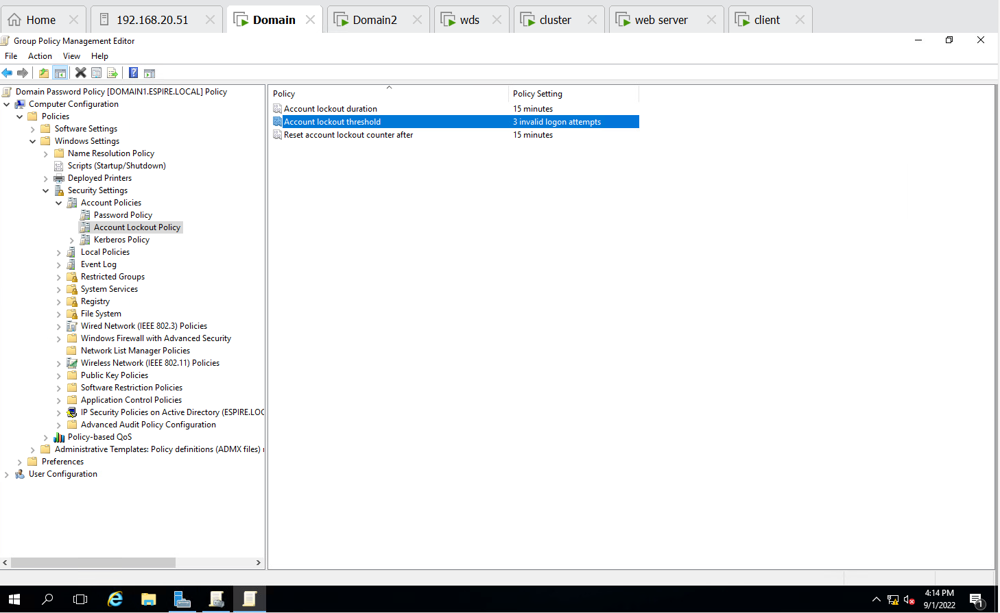 Home 192.168.20.51 Domain Domain2 wds cluster web server client
Group Policy Management Editor
File Action View Help
Domain Password Policy [DOMAIN1.ESPIRE.LOCAL] Policy
Computer Configuration
Policies
Software Settings
Windows Settings
Name Resolution Policy
Scripts (Startup/Shutdown)
Deployed Printers
Security Settings
Account Policies
Password Policy
Account Lockout Policy
Kerberos Policy
Local Policies
Event Log
Restricted Groups
System Services
Registry
File System
Wired Network (IEEE 802.3) Policies
Windows Firewall with Advanced Security
Network List Manager Policies
Wireless Network (IEEE 802.11) Policies
Public Key Policies
Software Restriction Policies
Application Control Policies
IP Security Policies on Active Directory (ESPIRE.LOC
Advanced Audit Policy Configuration
Policy-based QoS
Administrative Templates: Policy definitions (ADMX files)
Preferences
User Configuration
Policy Policy Setting
Account lockout duration 15 minutes
Account lockout threshold 3 invalid logon attempts
Reset account lockout counter after 15 minutes
4:14 PM
9/1/2022
1